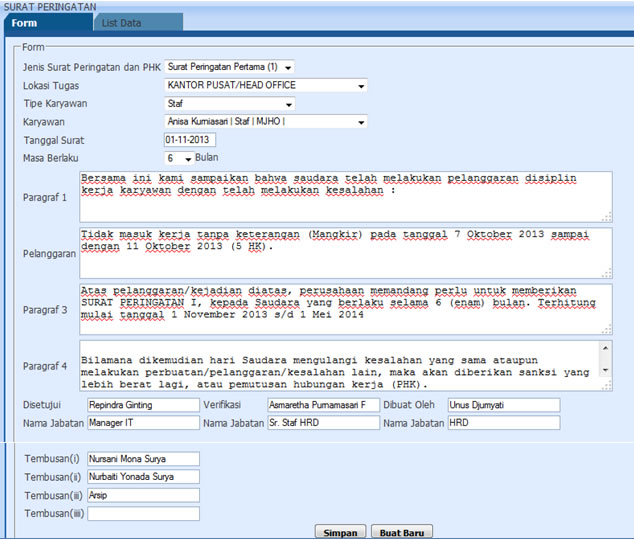 SURAT PERINGATAN
Form List Data
Form
Jenis Surat Peringatan dan PHK Surat Peringatan Pertama (1)
Lokasi Tugas KANTOR PUSAT/HEAD OFFICE
Tipe Karyawan Staf
Karyawan Anisa Kurniasari | Staf | MJHO |
Tanggal Surat 01-11-2013
Masa Berlaku 6 Bulan
Paragraf 1
Bersama ini kami sampaikan bahwa saudara telah melakukan pelanggaran disiplin
kerja karyawan dengan telah melakukan kesalahan :
Pelanggaran
Tidak masuk kerja tanpa keterangan (Mangkir) pada tanggal 7 Oktober 2013 sampai
dengan 11 Oktober 2013 (5 HK).
Paragraf 3
Atas pelanggaran/kejadian diatas, perusahaan memandang perlu untuk memberikan
SURAT PERINGATAN I, kepada Saudara yang berlaku selama 6 (enam) bulan. Terhitung
mulai tanggal 1 November 2013 s/d 1 Mei 2014
Paragraf 4
Bilamana dikemudian hari Saudara mengulangi kesalahan yang sama ataupun
melakukan perbuatan/pelanggaran/kesalahan lain, maka akan diberikan sanksi yang
lebih berat lagi, atau pemutusan hubungan kerja (PHK).
Disetujui Repindra Ginting Verifikasi Asmaretha Purnamasari F Dibuat Oleh Unus Djumyati
Nama Jabatan Manager IT Nama Jabatan Sr. Staf HRD Nama Jabatan HRD
Tembusan(i) Nursani Mona Surya
Tembusan(ii) Nurbaiti Yonada Surya
Tembusan(iii) Arsip
Tembusan(iiii)
Simpan Buat Baru